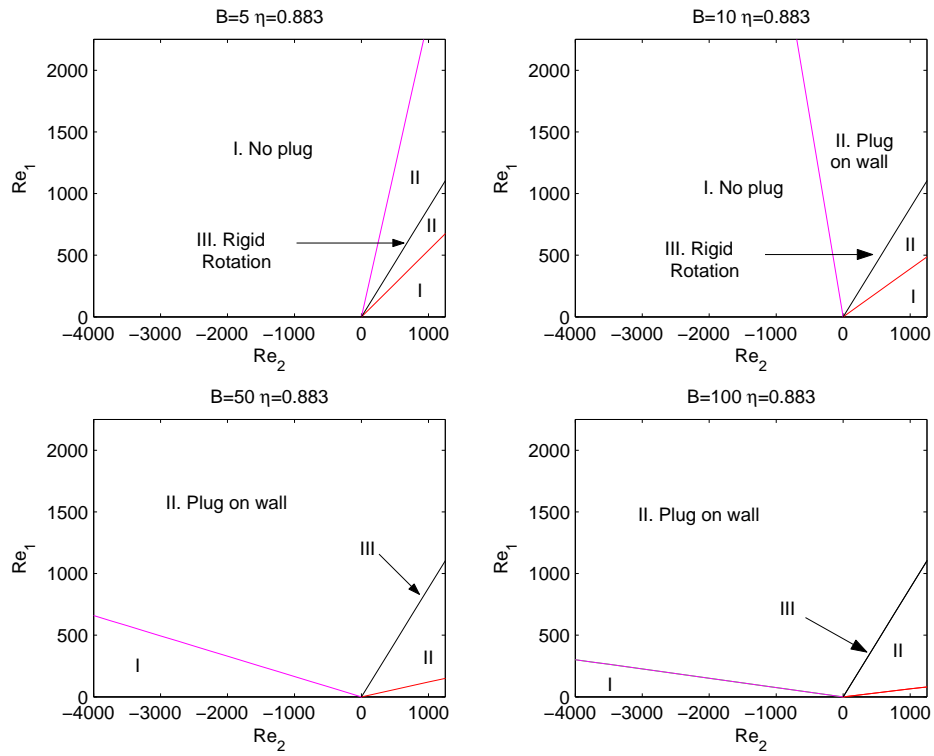 B=5 η=0.883
2000
1500
1000
500
0
Re1
I. No plug
II
II
III. Rigid
Rotation
I
−4000 −3000 −2000 −1000 0 1000
Re2
B=10 η=0.883
2000
1500
1000
500
0
Re1
II. Plug
on wall
I. No plug
III. Rigid
Rotation
II
I
−4000 −3000 −2000 −1000 0 1000
Re2
B=50 η=0.883
2000
1500
1000
500
0
Re1
II. Plug on wall
III
I
II
−4000 −3000 −2000 −1000 0 1000
Re2
B=100 η=0.883
2000
1500
1000
500
0
Re1
II. Plug on wall
III
II
I
−4000 −3000 −2000 −1000 0 1000
Re2